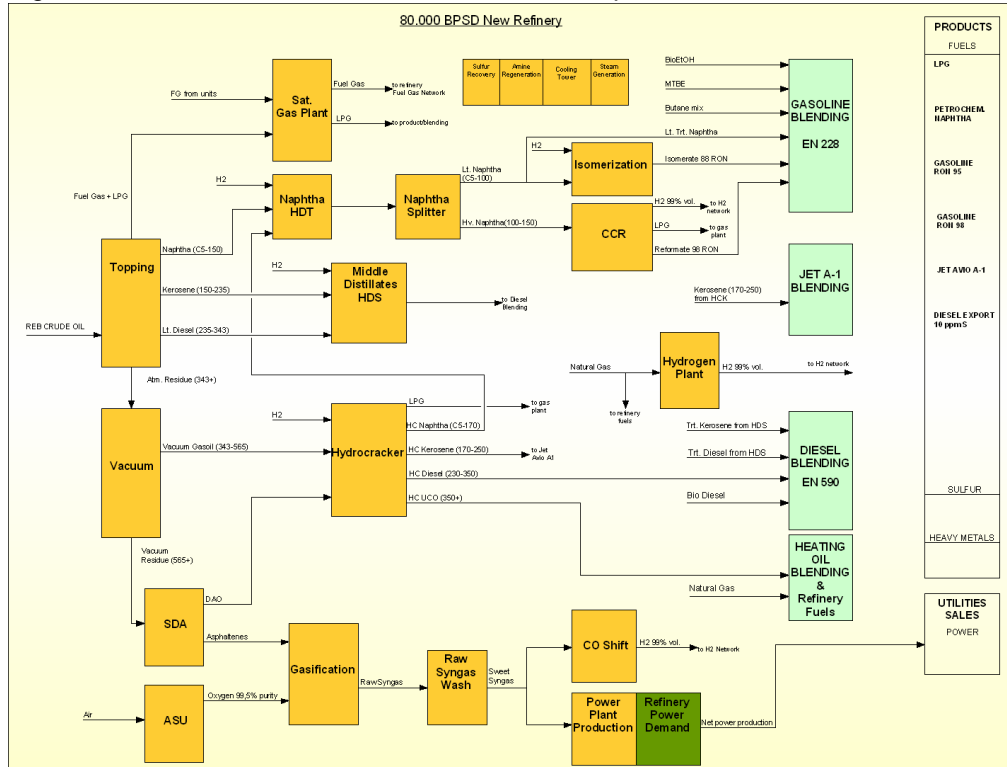 80.000 BPSD New Refinery
PRODUCTS
FUELS
LPG
PETROCHEM.
NAPHTHA
GASOLINE
RON 95
GASOLINE
RON 98
JET AVIO A-1
DIESEL EXPORT
10 ppmS
SULFUR
HEAVY METALS
UTILITIES
SALES
POWER
Sulfur
Recovery
Amine
Regeneration
Cooling
Tower
Steam
Generation
FG from units
Sat.
Gas Plant
Fuel Gas
to refinery
Fuel Gas Network
LPG
to product/blending
Fuel Gas + LPG
BioEtOH
MTBE
Butane mix
Lt. Trt. Naphtha
GASOLINE
BLENDING
EN 228
H2
Naphtha
HDT
Naphtha
Splitter
Lt. Naphtha
(C5-100)
H2
Isomerization
Isomerate 88 RON
Hv. Naphtha(100-150)
CCR
H2 99% vol.
to H2
network
LPG
to gas
plant
Reformate 98 RON
Topping
Naphtha (C5-150)
Kerosene (150-235)
Lt. Diesel (235-343)
REB CRUDE OIL
Atm. Residue (343+)
H2
Middle
Distillates
HDS
to Diesel
Blending
Kerosene (170-250)
from HCK
JET A-1
BLENDING
Natural Gas
to refinery
fuels
Hydrogen
Plant
H2 99% vol.
to H2 network
Vacuum
Vacuum Gasoil (343-565)
Vacuum
Residue (565+)
H2
Hydrocracker
LPG
to gas
plant
HC Naphtha (C5-170)
HC Kerosene (170-250)
to Jet
Avio A1
HC Diesel (230-350)
HC UCO (350+)
Trt. Kerosene from HDS
Trt. Diesel from HDS
Bio Diesel
DIESEL
BLENDING
EN 590
Natural Gas
HEATING
OIL
BLENDING
&
Refinery
Fuels
SDA
DAO
Asphaltenes
Air
ASU
Oxygen 99,5% purity
Gasification
RawSyngas
Raw
Syngas
Wash
Sweet
Syngas
CO Shift
H2 99% vol.
to H2 Network
Power
Plant
Production
Refinery
Power
Demand
Net power production